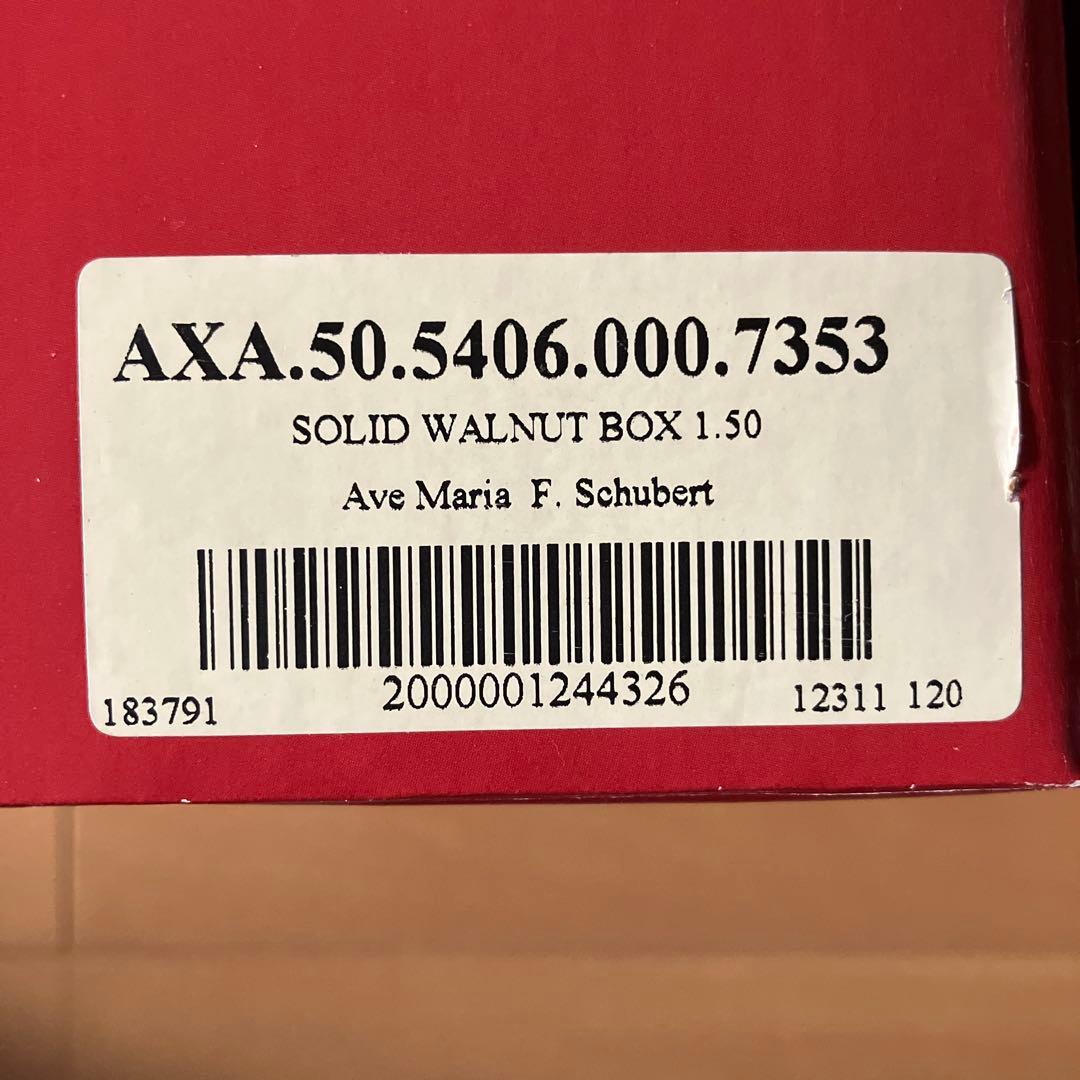 AXA.50.5406.000.7353
SOLID WALNUT BOX 1.50
Ave Maria F. Schubert
2000001244326
183791 12311 120